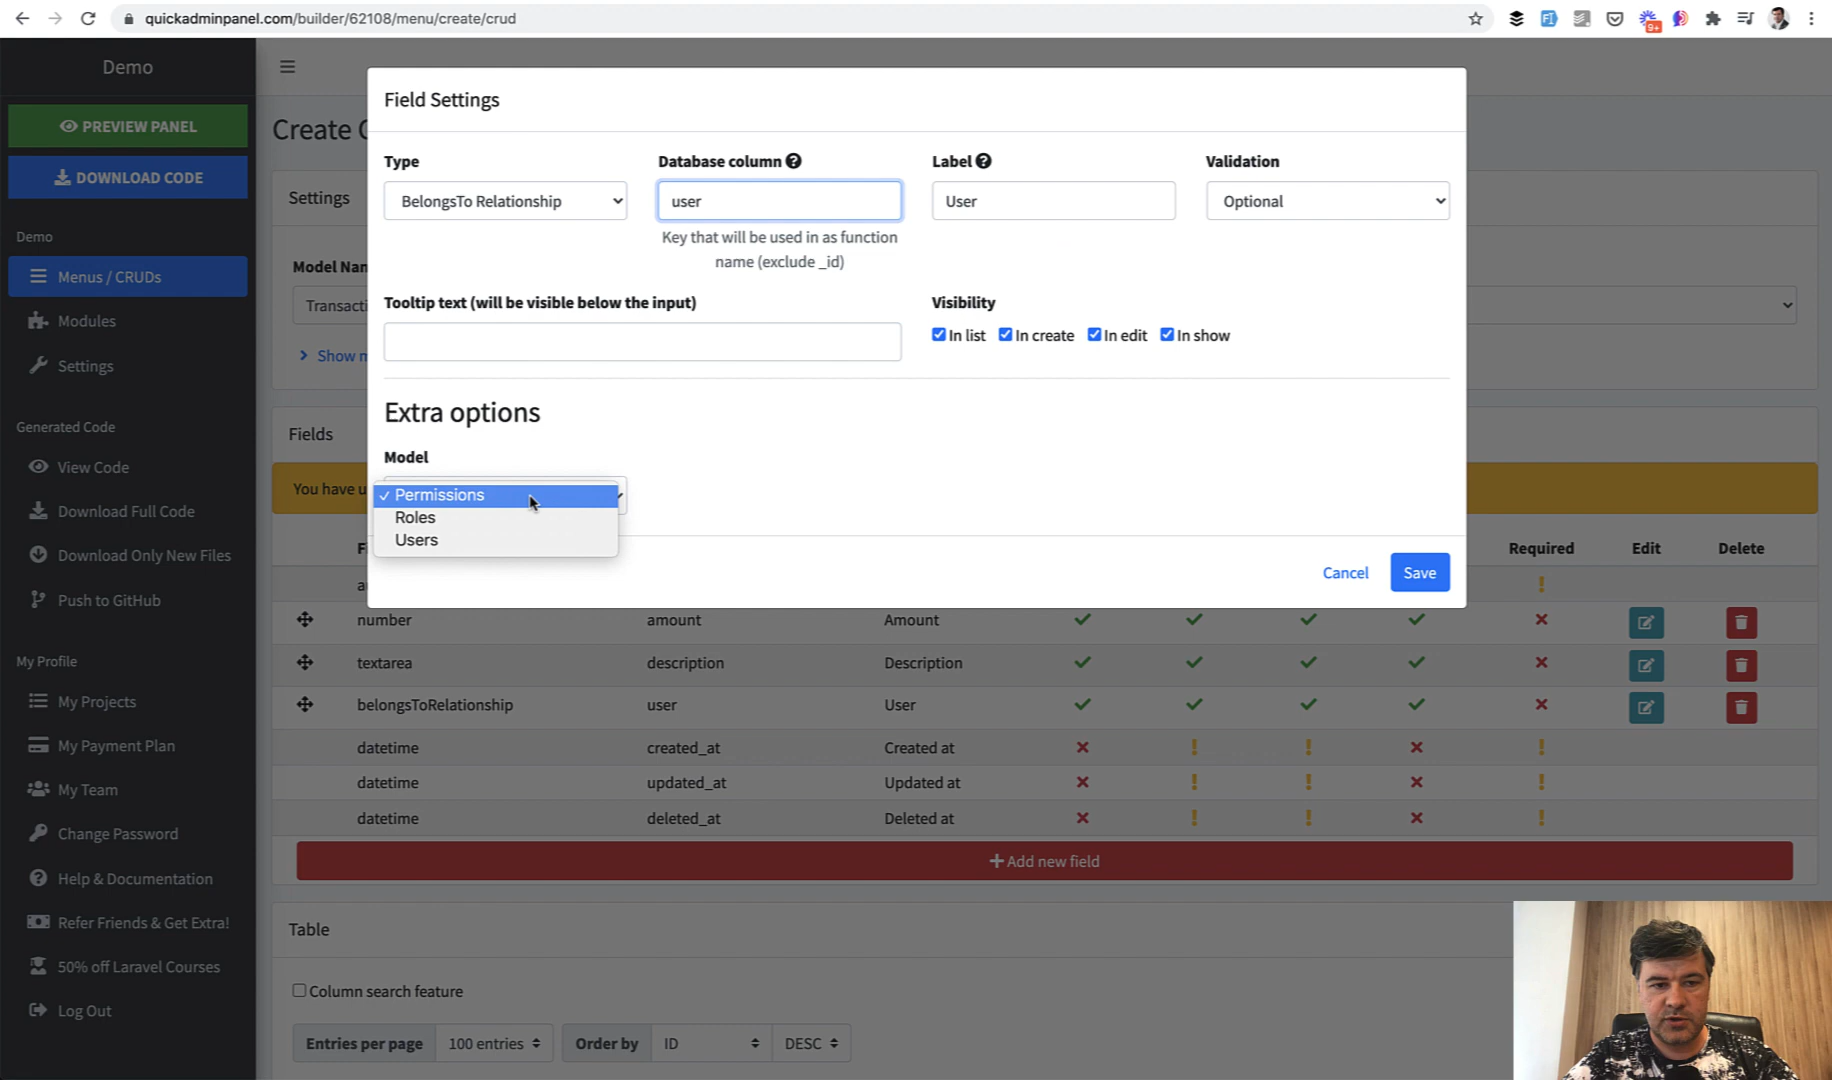 quickadminpanel.com/builder/62108/menu/create/crud
9+
Demo
PREVIEW PANEL
DOWNLOAD CODE
Demo
Menus / CRUDs
Modules
Settings
Generated Code
View Code
Download Full Code
Download Only New Files
Push to GitHub
My Profile
My Projects
My Payment Plan
My Team
Change Password
Help & Documentation
Refer Friends & Get Extra!
50% off Laravel Courses
Log Out
Create
Settings
Model Nam
Transacti
Show m
Fields
You have u
Field Settings
Type
Database column
Label
Validation
BelongsTo Relationship
user
User
Optional
Key that will be used in as function
name (exclude _id)
Tooltip text (will be visible below the input)
Visibility
In list In create In edit In show
Extra options
Model
Permissions
Roles
Users
Cancel
Save
Required Edit Delete
number amount Amount
textarea description Description
belongsToRelationship user User
datetime created_at Created at
datetime updated_at Updated at
datetime deleted_at Deleted at
Add new field
Table
Column search feature
Entries per page 100 entries Order by ID DESC